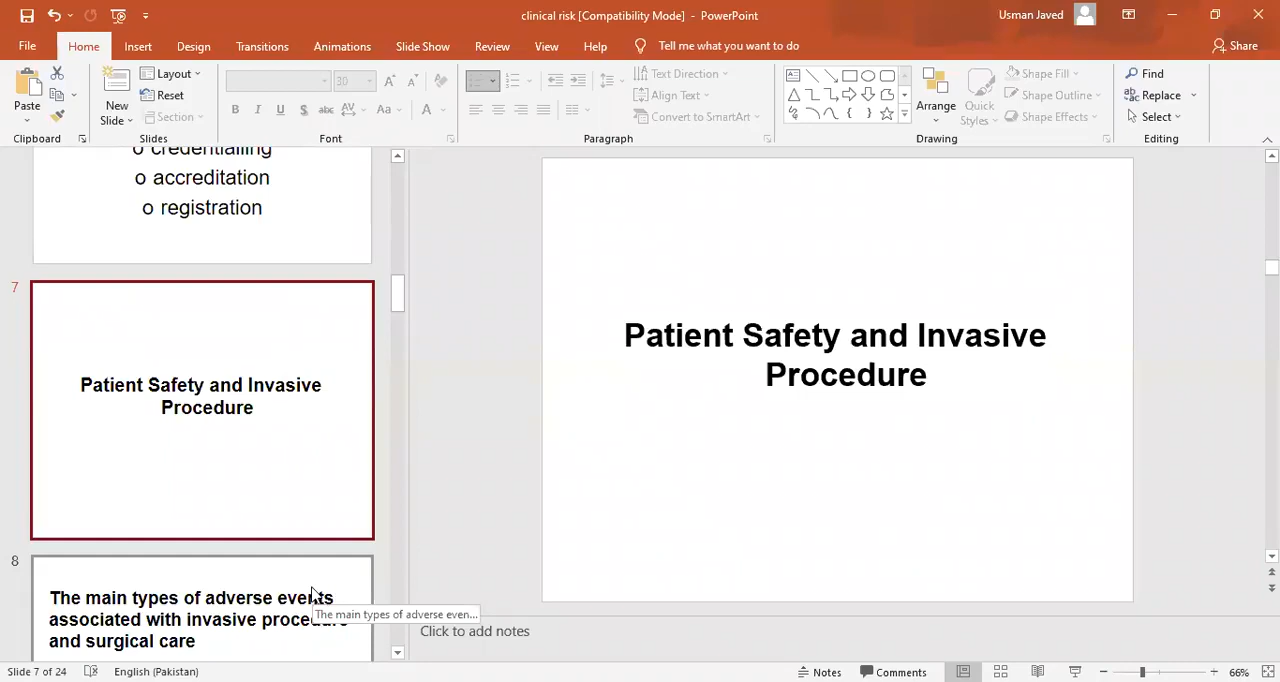 clinical risk [Compatibility Mode] - PowerPoint
Usman Javed
File Home Insert Design Transitions Animations Slide Show Review View Help Tell me what you want to do Share
Paste
Clipboard
New Slide
Layout
Reset
Section
Slides
30
B I U S abc AV Aa A
Font
Paragraph
Text Direction
Align Text
Convert to SmartArt
Arrange
Quick Styles
Shape Fill
Shape Outline
Shape Effects
Drawing
Find
Replace
Select
Editing
o credentialling
o accreditation
o registration
7
Patient Safety and Invasive
Procedure
8
The main types of adverse events
associated with invasive procedure
and surgical care
The main types of adverse even...
Patient Safety and Invasive
Procedure
Click to add notes
Slide 7 of 24 English (Pakistan) Notes Comments 66%